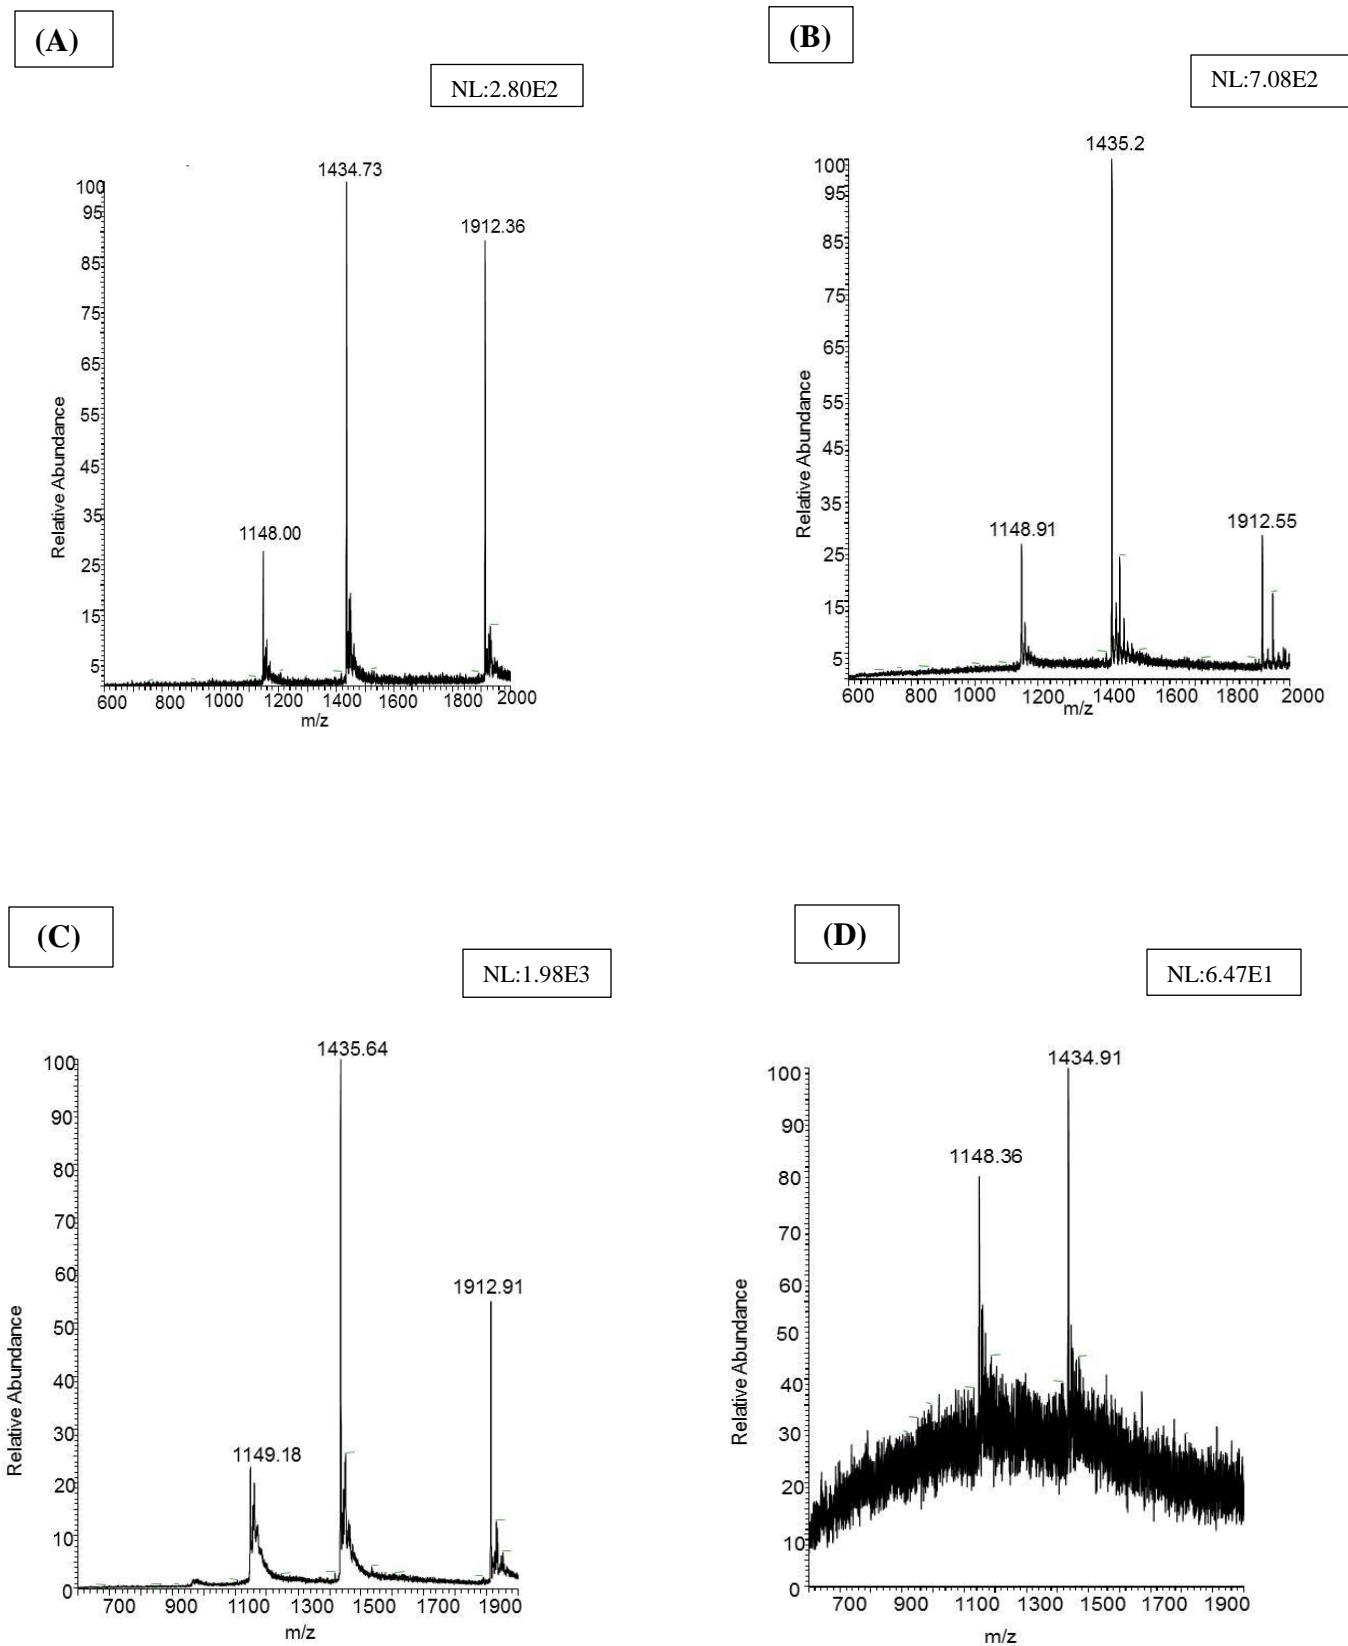 (A)
NL:2.80E2
1434.73
1912.36
1148.00
100
95
85
75
65
55
45
35
25
15
5
Relative Abundance
600 800 1000 1200 1400 1600 1800 2000
m/z
(B)
NL:7.08E2
1435.2
1148.91
1912.55
100
95
85
75
65
55
45
35
25
15
5
Relative Abundance
600 800 1000 1200 1400 1600 1800 2000
m/z
(C)
NL:1.98E3
1435.64
1912.91
1149.18
100
90
80
70
60
50
40
30
20
10
0
Relative Abundance
700 900 1100 1300 1500 1700 1900
m/z
(D)
NL:6.47E1
1434.91
1148.36
100
90
80
70
60
50
40
30
20
10
0
Relative Abundance
700 900 1100 1300 1500 1700 1900
m/z